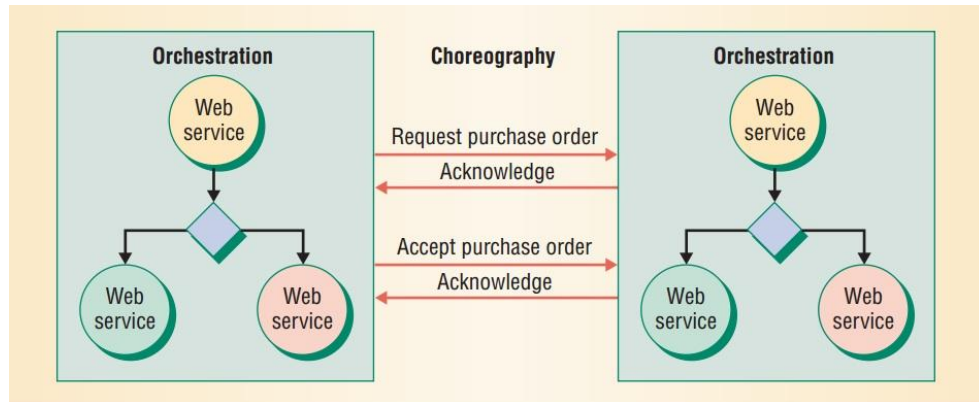 Orchestration
Web
service
Web
service
Web
service
Choreography
Request purchase order
Acknowledge
Accept purchase order
Acknowledge
Orchestration
Web
service
Web
service
Web
service